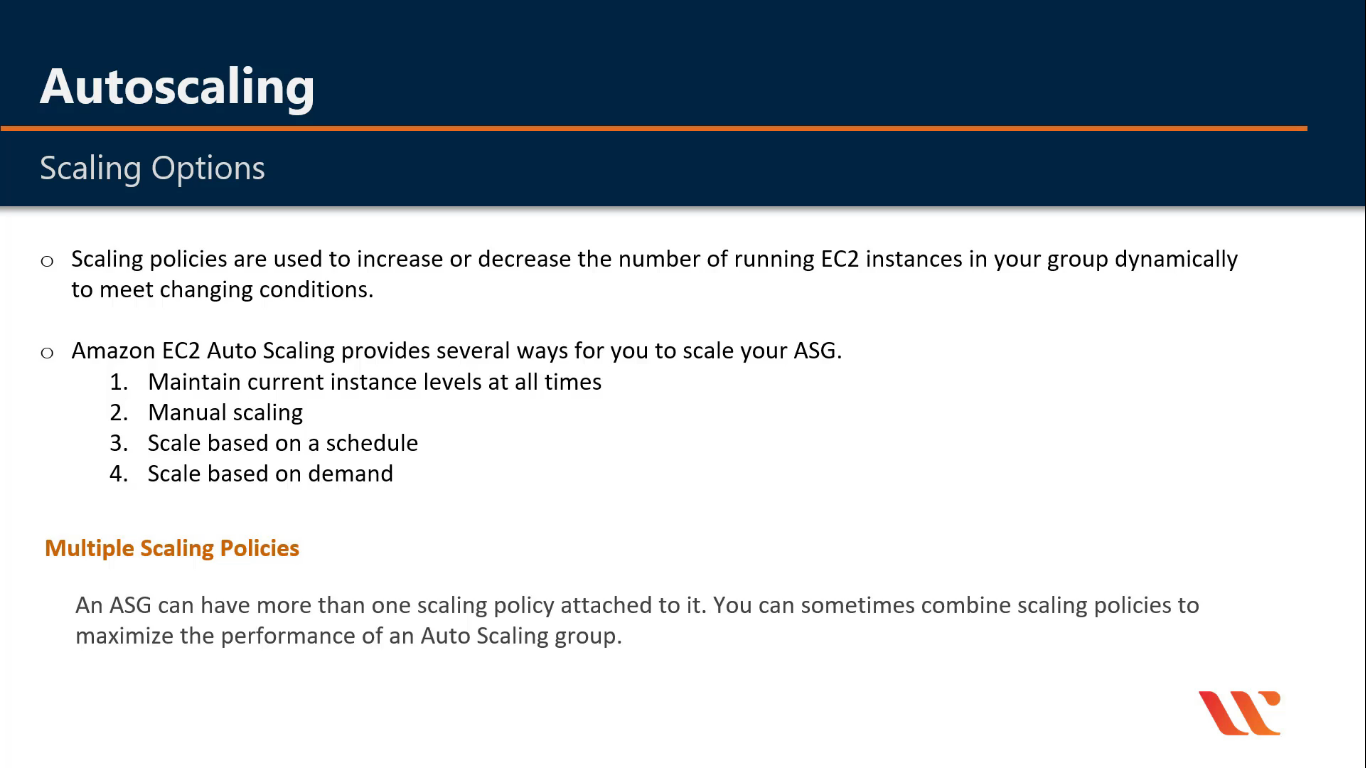 Autoscaling
Scaling Options
o Scaling policies are used to increase or decrease the number of running EC2 instances in your group dynamically
to meet changing conditions.
o Amazon EC2 Auto Scaling provides several ways for you to scale your ASG.
1. Maintain current instance levels at all times
2. Manual scaling
3. Scale based on a schedule
4. Scale based on demand
Multiple Scaling Policies
An ASG can have more than one scaling policy attached to it. You can sometimes combine scaling policies to
maximize the performance of an Auto Scaling group.